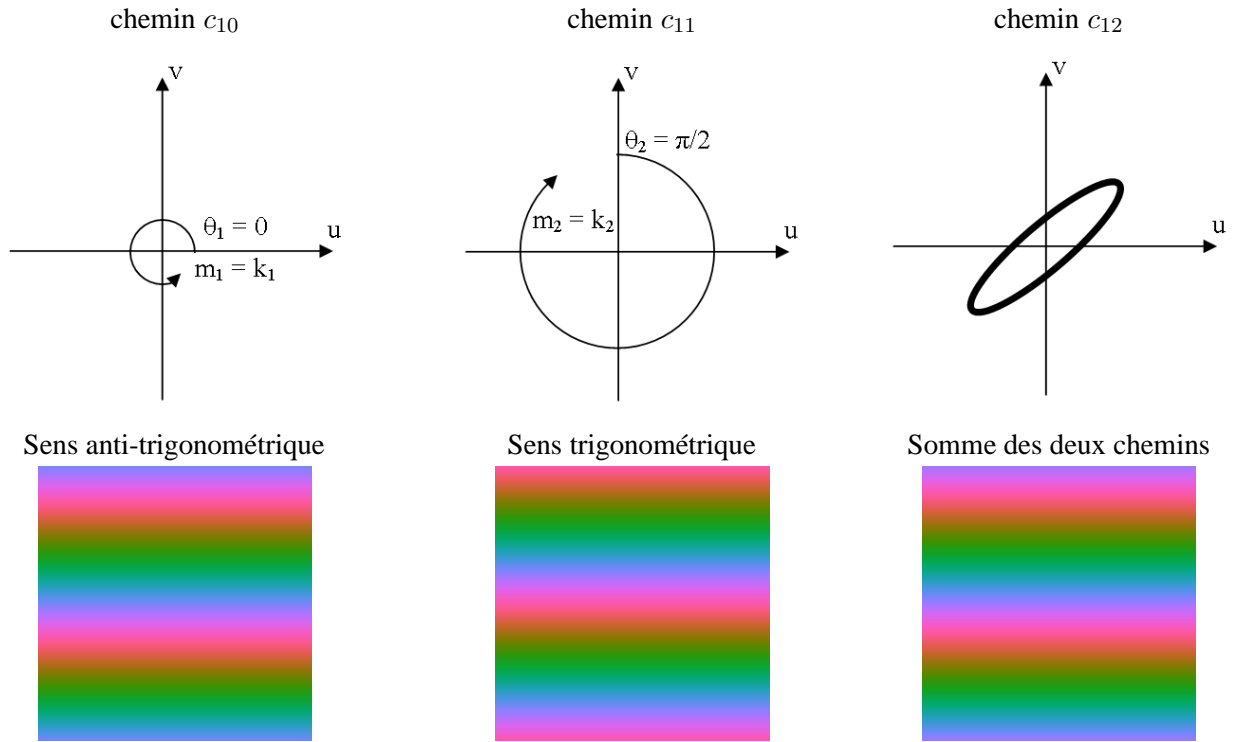 chemin c₁₀
chemin c₁₁
chemin c₁₂
v
θ₁ = 0
u
m₁ = k₁
v
θ₂ = π/2
m₂ = k₂
u
v
u
Sens anti-trigonométrique
Sens trigonométrique
Somme des deux chemins